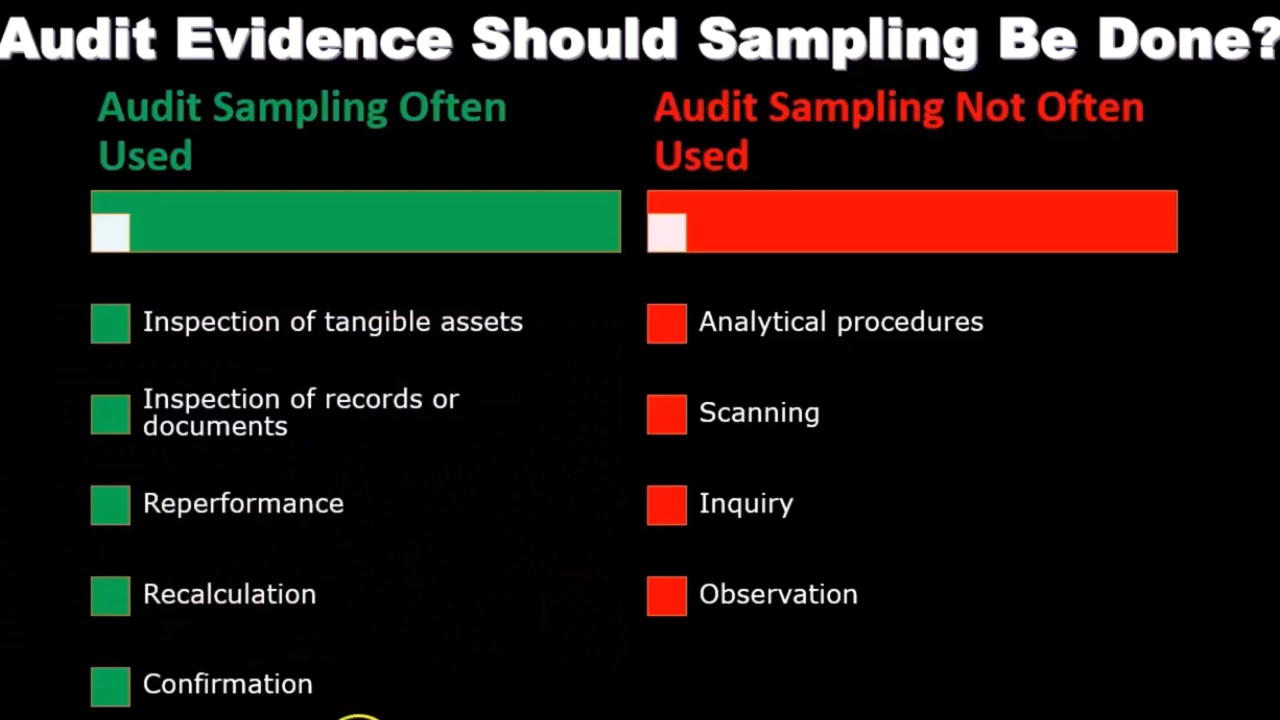 Audit Evidence Should Sampling Be Done?
Audit Sampling Often
Used
Inspection of tangible assets
Inspection of records or
documents
Reperformance
Recalculation
Confirmation
Audit Sampling Not Often
Used
Analytical procedures
Scanning
Inquiry
Observation